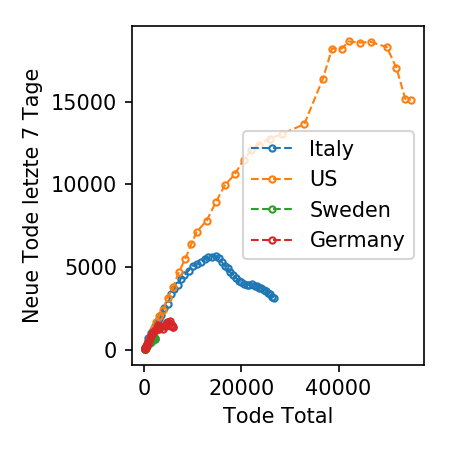 Neue Tode letzte 7 Tage
15000
10000
5000
0
Italy
US
Sweden
Germany
0 20000 40000
Tode Total